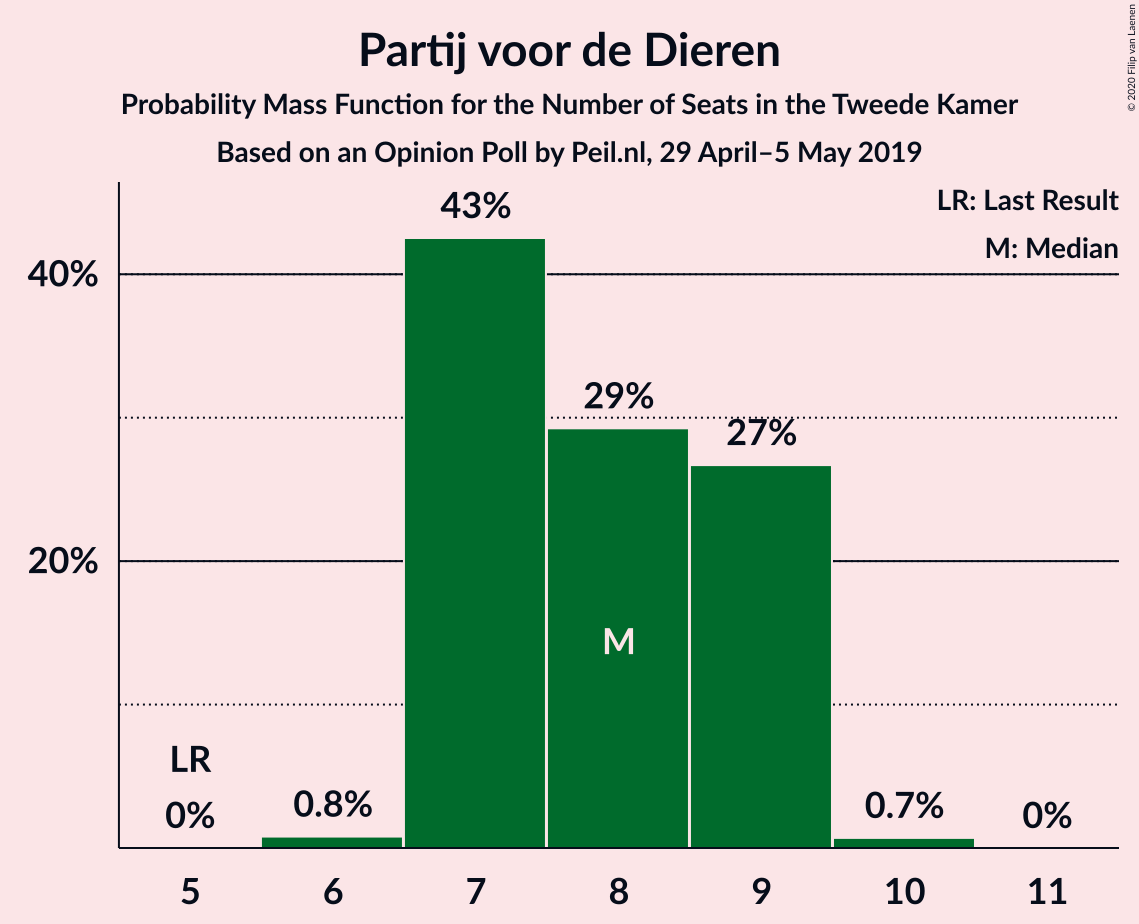 Partij voor de Dieren
Probability Mass Function for the Number of Seats in the Tweede Kamer
Based on an Opinion Poll by Peil.nl, 29 April–5 May 2019
© 2020 Filip van Laenen
LR: Last Result
M: Median
43%
40%
29%
27%
20%
M
LR
0%
0.8%
0.7%
0%
5 6 7 8 9 10 11